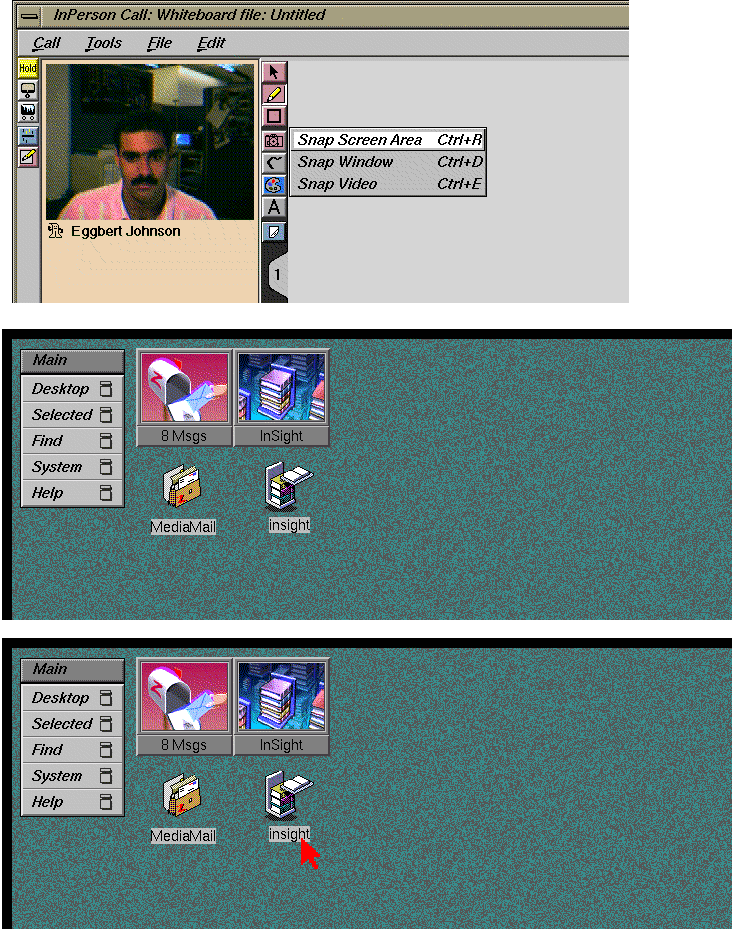 InPerson Call: Whiteboard file: Untitled
Call Tools File Edit
Hold
Snap Screen Area Ctrl+R
Snap Window Ctrl+D
Snap Video Ctrl+E
A
Eggbert Johnson
1
Main
Desktop
Selected
Find
System
Help
8 Msgs
InSight
MediaMail
insight
Main
Desktop
Selected
Find
System
Help
8 Msgs
InSight
MediaMail
insight